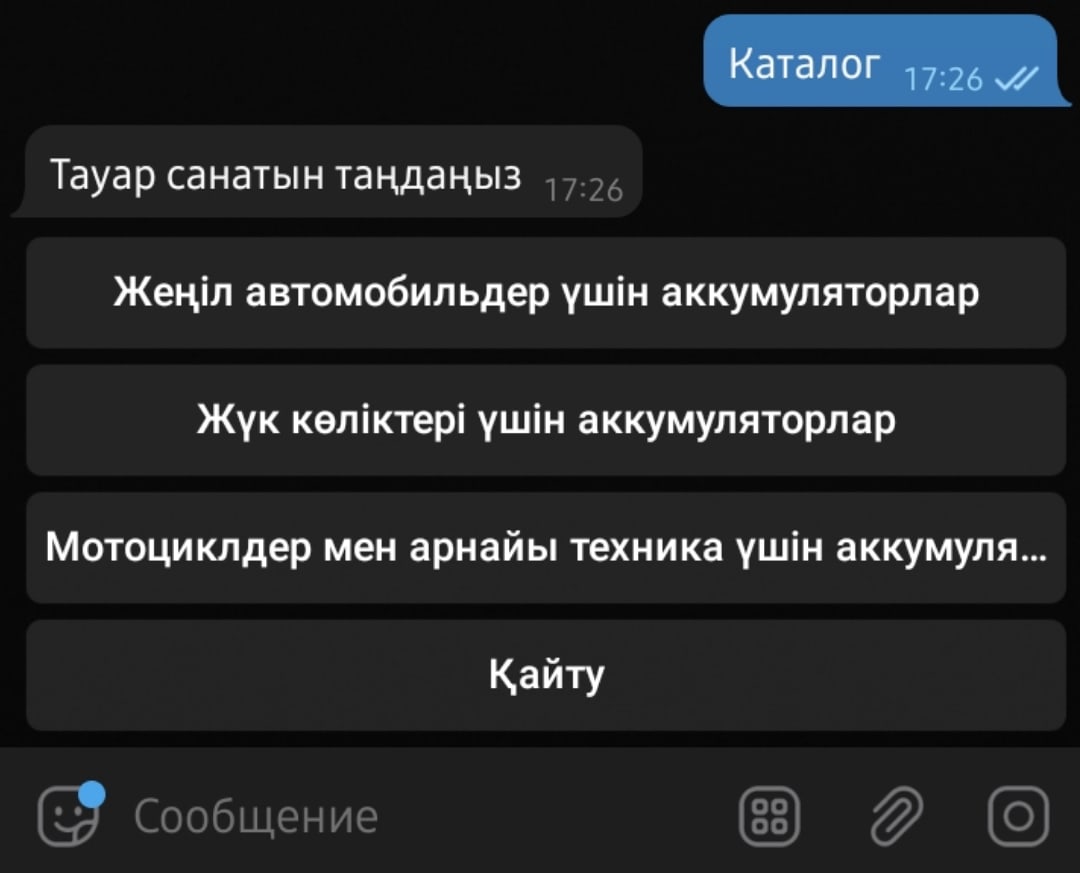 Каталог 17:26
Тауар санатын таңдаңыз 17:26
Жеңіл автомобильдер үшін аккумуляторлар
Жүк көліктері үшін аккумуляторлар
Мотоциклдер мен арнайы техника үшін аккумуля...
Қайту
Сообщение